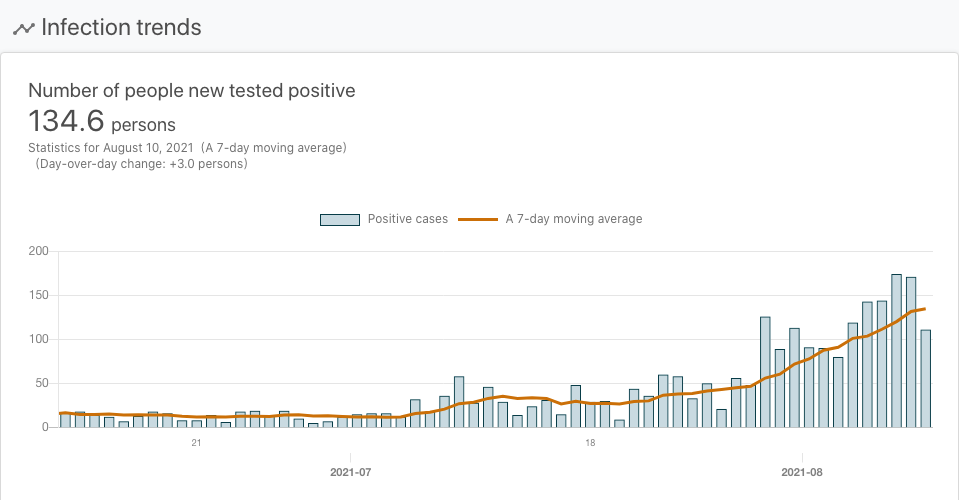 Infection trends
Number of people new tested positive
134.6 persons
Statistics for August 10, 2021 (A 7-day moving average)
(Day-over-day change: +3.0 persons)
Positive cases A 7-day moving average
200
150
100
50
0
21 18
2021-07 2021-08